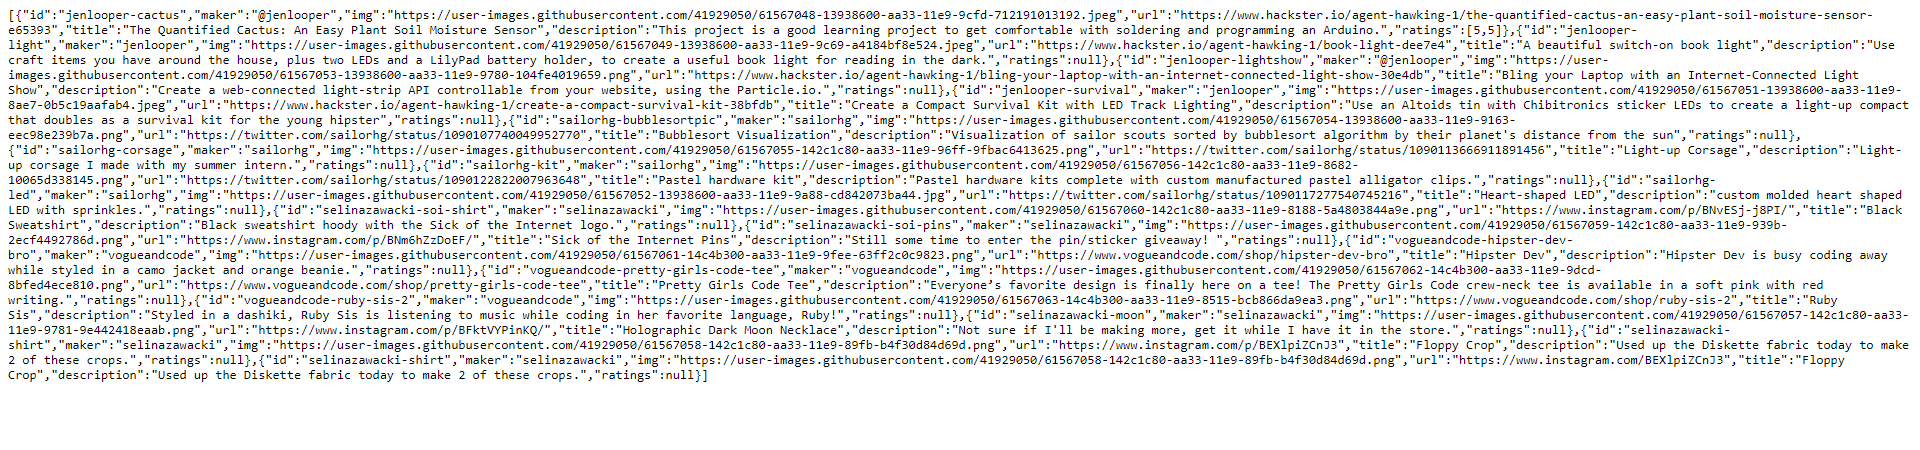 [{"id":"jenlooper-cactus","maker":"@jenlooper","img":"https://user-images.githubusercontent.com/41929050/61567048-13938600-aa33-11e9-9cfd-712191013192.jpeg","url":"https://www.hackster.io/agent-hawking-1/the-quantified-cactus-an-easy-plant-soil-moisture-sensor-
e65393","title":"The Quantified Cactus: An Easy Plant Soil Moisture Sensor","description":"This project is a good learning project to get comfortable with soldering and programming an Arduino.","ratings":[5,5]},{"id":"jenlooper-
light","maker":"jenlooper","img":"https://user-images.githubusercontent.com/41929050/61567049-13938600-aa33-11e9-9c69-a4184bf8e524.jpeg","url":"https://www.hackster.io/agent-hawking-1/book-light-dee7e4","title":"A beautiful switch-on book light","description":"Use
craft items you have around the house, plus two LEDs and a LilyPad battery holder, to create a useful book light for reading in the dark.","ratings":null},{"id":"jenlooper-lightshow","maker":"@jenlooper","img":"https://user-
images.githubusercontent.com/41929050/61567053-13938600-aa33-11e9-9780-104fe4019659.png","url":"https://www.hackster.io/agent-hawking-1/bling-your-laptop-with-an-internet-connected-light-show-30e4db","title":"Bling your Laptop with an Internet-Connected Light
Show","description":"Create a web-connected light-strip API controllable from your website, using the Particle.io.","ratings":null},{"id":"jenlooper-survival","maker":"jenlooper","img":"https://user-images.githubusercontent.com/41929050/61567051-13938600-aa33-11e9-
8ae7-0b5c19aafab4.jpeg","url":"https://www.hackster.io/agent-hawking-1/create-a-compact-survival-kit-38bfdb","title":"Create a Compact Survival Kit with LED Track Lighting","description":"Use an Altoids tin with Chibitronics sticker LEDs to create a light-up compact
that doubles as a survival kit for the young hipster","ratings":null},{"id":"sailorhg-bubblesortpic","maker":"sailorhg","img":"https://user-images.githubusercontent.com/41929050/61567054-13938600-aa33-11e9-9163-
eec98e239b7a.png","url":"https://twitter.com/sailorhg/status/1090107740049952770","title":"Bubblesort Visualization","description":"Visualization of sailor scouts sorted by bubblesort algorithm by their planet's distance from the sun","ratings":null},
{"id":"sailorhg-corsage","maker":"sailorhg","img":"https://user-images.githubusercontent.com/41929050/61567055-142c1c80-aa33-11e9-96ff-9fbac6413625.png","url":"https://twitter.com/sailorhg/status/1090113666911891456","title":"Light-up Corsage","description":"Light-
up corsage I made with my summer intern.","ratings":null},{"id":"sailorhg-kit","maker":"sailorhg","img":"https://user-images.githubusercontent.com/41929050/61567056-142c1c80-aa33-11e9-8682-
10065d338145.png","url":"https://twitter.com/sailorhg/status/1090122822007963648","title":"Pastel hardware kit","description":"Pastel hardware kits complete with custom manufactured pastel alligator clips.","ratings":null},{"id":"sailorhg-
led","maker":"sailorhg","img":"https://user-images.githubusercontent.com/41929050/61567052-13938600-aa33-11e9-9a88-cd842073ba44.jpg","url":"https://twitter.com/sailorhg/status/1090117277540745216","title":"Heart-shaped LED","description":"custom molded heart shaped
LED with sprinkles.","ratings":null},{"id":"selinazawacki-soi-shirt","maker":"selinazawacki","img":"https://user-images.githubusercontent.com/41929050/61567060-142c1c80-aa33-11e9-8188-5a4803844a9e.png","url":"https://www.instagram.com/p/BNvESj-j8PI/","title":"Black
Sweatshirt","description":"Black sweatshirt hoody with the Sick of the Internet logo.","ratings":null},{"id":"selinazawacki-soi-pins","maker":"selinazawacki","img":"https://user-images.githubusercontent.com/41929050/61567059-142c1c80-aa33-11e9-939b-
2ecf4492786d.png","url":"https://www.instagram.com/p/BNm6hZzDoEF/","title":"Sick of the Internet Pins","description":"Still some time to enter the pin/sticker giveaway! ","ratings":null},{"id":"vogueandcode-hipster-dev-
bro","maker":"vogueandcode","img":"https://user-images.githubusercontent.com/41929050/61567061-14c4b300-aa33-11e9-9fee-63ff2c0c9823.png","url":"https://www.vogueandcode.com/shop/hipster-dev-bro","title":"Hipster Dev","description":"Hipster Dev is busy coding away
while styled in a camo jacket and orange beanie.","ratings":null},{"id":"vogueandcode-pretty-girls-code-tee","maker":"vogueandcode","img":"https://user-images.githubusercontent.com/41929050/61567062-14c4b300-aa33-11e9-9dcd-
8bfed4ece810.png","url":"https://www.vogueandcode.com/shop/pretty-girls-code-tee","title":"Pretty Girls Code Tee","description":"Everyone’s favorite design is finally here on a tee! The Pretty Girls Code crew-neck tee is available in a soft pink with red
writing.","ratings":null},{"id":"vogueandcode-ruby-sis-2","maker":"vogueandcode","img":"https://user-images.githubusercontent.com/41929050/61567063-14c4b300-aa33-11e9-8515-bcb866da9ea3.png","url":"https://www.vogueandcode.com/shop/ruby-sis-2","title":"Ruby
Sis","description":"Styled in a dashiki, Ruby Sis is listening to music while coding in her favorite language, Ruby!","ratings":null},{"id":"selinazawacki-moon","maker":"selinazawacki","img":"https://user-images.githubusercontent.com/41929050/61567057-142c1c80-aa33-
11e9-9781-9e442418eaab.png","url":"https://www.instagram.com/p/BFktVYPinKQ/","title":"Holographic Dark Moon Necklace","description":"Not sure if I'll be making more, get it while I have it in the store.","ratings":null},{"id":"selinazawacki-
shirt","maker":"selinazawacki","img":"https://user-images.githubusercontent.com/41929050/61567058-142c1c80-aa33-11e9-89fb-b4f30d84d69d.png","url":"https://www.instagram.com/p/BEXlpiZCnJ3","title":"Floppy Crop","description":"Used up the Diskette fabric today to make
2 of these crops.","ratings":null},{"id":"selinazawacki-shirt","maker":"selinazawacki","img":"https://user-images.githubusercontent.com/41929050/61567058-142c1c80-aa33-11e9-89fb-b4f30d84d69d.png","url":"https://www.instagram.com/BEXlpiZCnJ3","title":"Floppy
Crop","description":"Used up the Diskette fabric today to make 2 of these crops.","ratings":null}]